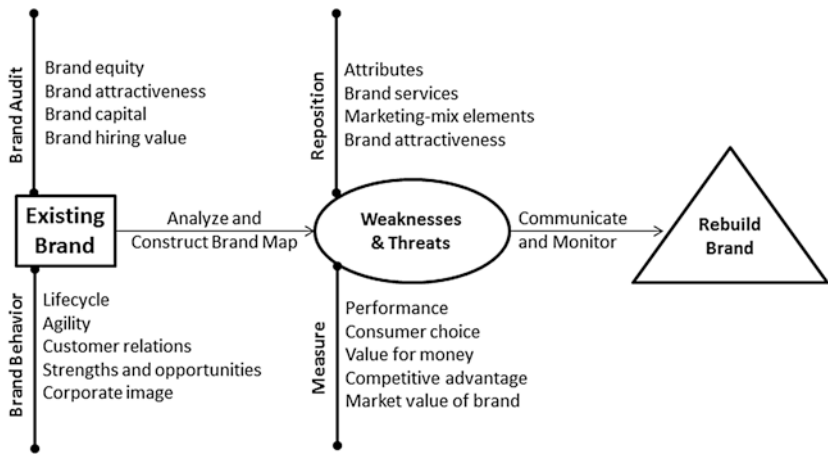 Brand Audit
Brand equity
Brand attractiveness
Brand capital
Brand hiring value
Reposition
Attributes
Brand services
Marketing-mix elements
Brand attractiveness
Existing
Brand
Analyze and
Construct Brand Map
Weaknesses
& Threats
Communicate
and Monitor
Rebuild
Brand
Brand Behavior
Lifecycle
Agility
Customer relations
Strengths and opportunities
Corporate image
Measure
Performance
Consumer choice
Value for money
Competitive advantage
Market value of brand